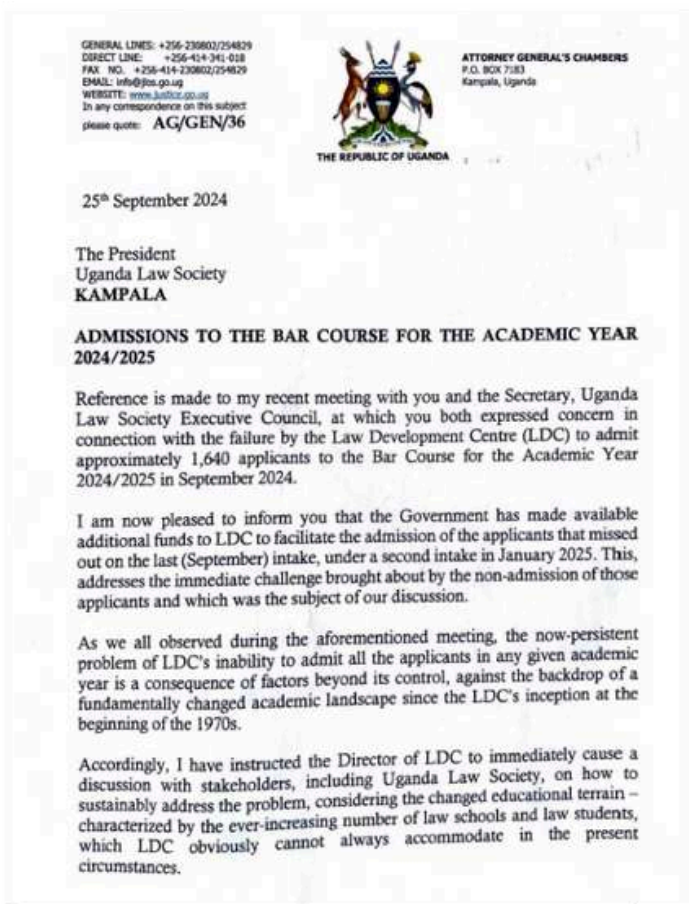 GENERAL LINES: +256-230802/254829
DIRECT LINE: +256-414-341-018
FAX NO. +256-414-230802/254829
EMAIL: info@jlos.go.ug
WEBSITE: www.justice.go.ug
In any correspondence on this subject
please quote: AG/GEN/36
THE REPUBLIC OF UGANDA
ATTORNEY GENERAL'S CHAMBERS
P.O. BOX 7183
Kampala, Uganda
25th September 2024
The President
Uganda Law Society
KAMPALA
ADMISSIONS TO THE BAR COURSE FOR THE ACADEMIC YEAR
2024/2025
Reference is made to my recent meeting with you and the Secretary, Uganda
Law Society Executive Council, at which you both expressed concern in
connection with the failure by the Law Development Centre (LDC) to admit
approximately 1,640 applicants to the Bar Course for the Academic Year
2024/2025 in September 2024.
I am now pleased to inform you that the Government has made available
additional funds to LDC to facilitate the admission of the applicants that missed
out on the last (September) intake, under a second intake in January 2025. This,
addresses the immediate challenge brought about by the non-admission of those
applicants and which was the subject of our discussion.
As we all observed during the aforementioned meeting, the now-persistent
problem of LDC's inability to admit all the applicants in any given academic
year is a consequence of factors beyond its control, against the backdrop of a
fundamentally changed academic landscape since the LDC's inception at the
beginning of the 1970s.
Accordingly, I have instructed the Director of LDC to immediately cause a
discussion with stakeholders, including Uganda Law Society, on how to
sustainably address the problem, considering the changed educational terrain –
characterized by the ever-increasing number of law schools and law students,
which LDC obviously cannot always accommodate in the present
circumstances.